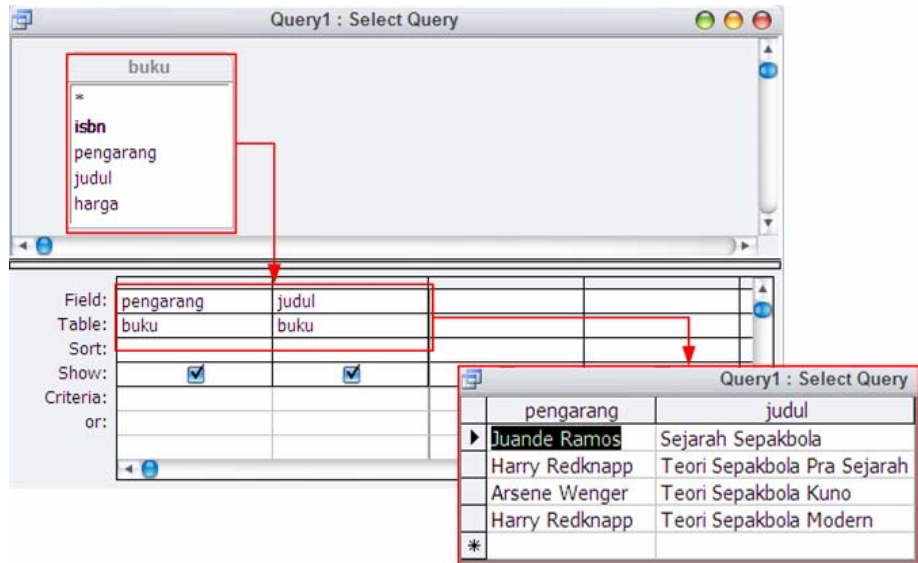 Query1 : Select Query
buku
*
isbn
pengarang
judul
harga
Field: pengarang judul
Table: buku buku
Sort:
Show:
Criteria:
or:
Query1 : Select Query
pengarang judul
Juande Ramos Sejarah Sepakbola
Harry Redknapp Teori Sepakbola Pra Sejarah
Arsene Wenger Teori Sepakbola Kuno
Harry Redknapp Teori Sepakbola Modern
*